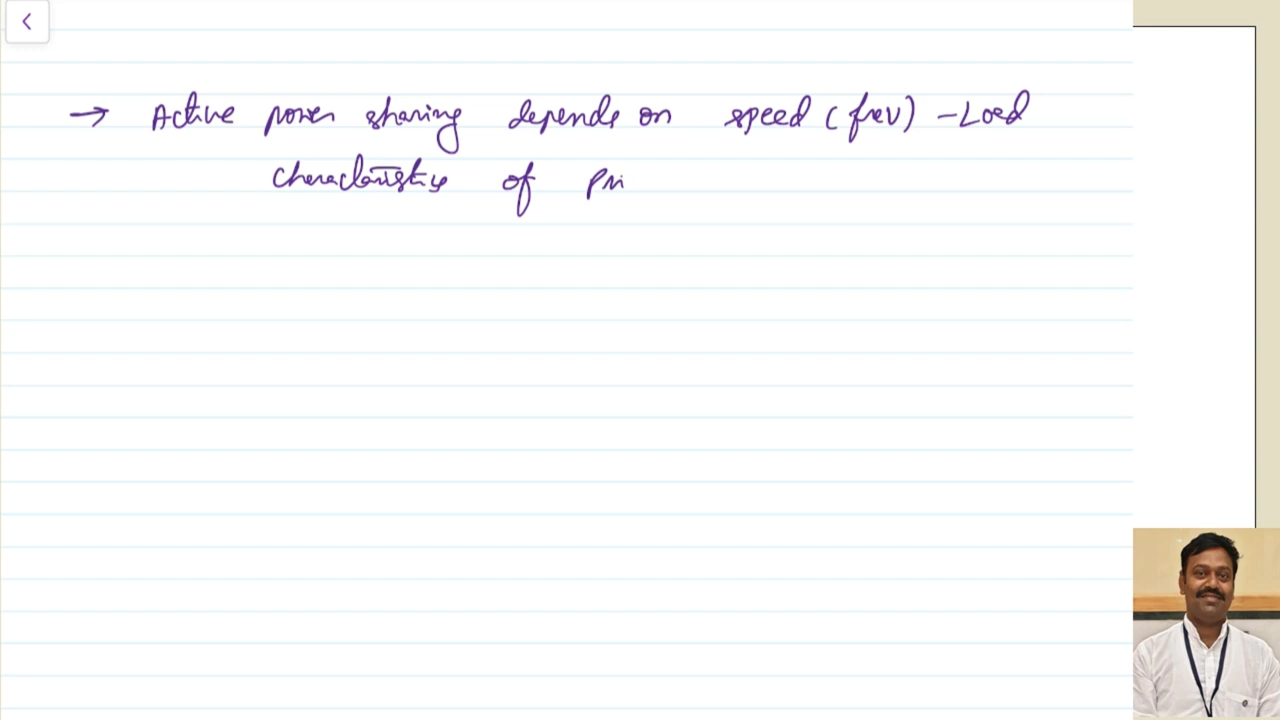 → Active power sharing depends on speed (frev) - Load
characteristics of pri